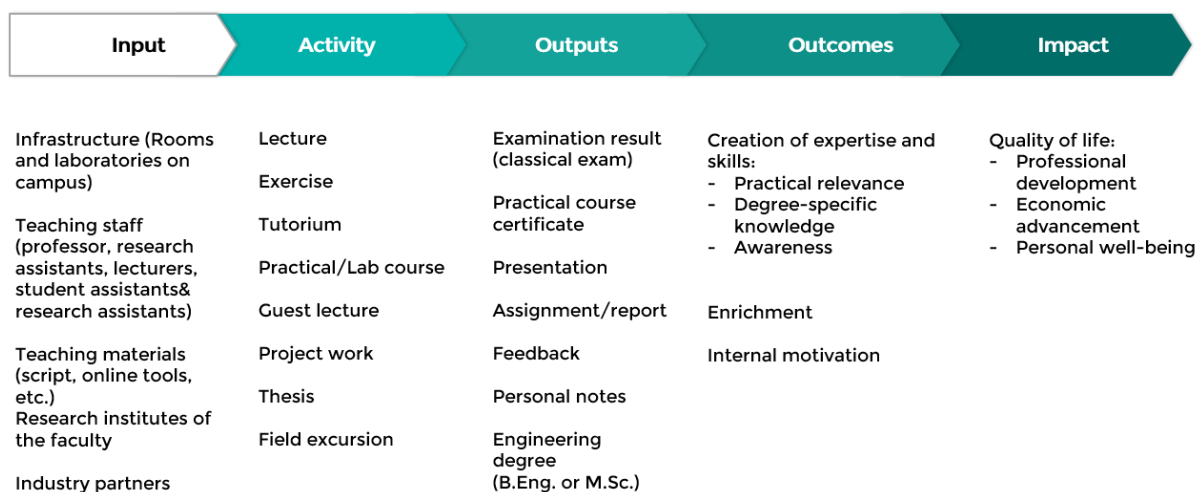 Input
Activity
Outputs
Outcomes
Impact
Infrastructure (Rooms
and laboratories on
campus)
Teaching staff
(professor, research
assistants, lecturers,
student assistants&
research assistants)
Teaching materials
(script, online tools,
etc.)
Research institutes of
the faculty
Industry partners
Lecture
Exercise
Tutorium
Practical/Lab course
Guest lecture
Project work
Thesis
Field excursion
Examination result
(classical exam)
Practical course
certificate
Presentation
Assignment/report
Feedback
Personal notes
Engineering
degree
(B.Eng. or M.Sc.)
Creation of expertise and
skills:
- Practical relevance
- Degree-specific
knowledge
- Awareness
Enrichment
Internal motivation
Quality of life:
- Professional
development
- Economic
advancement
- Personal well-being